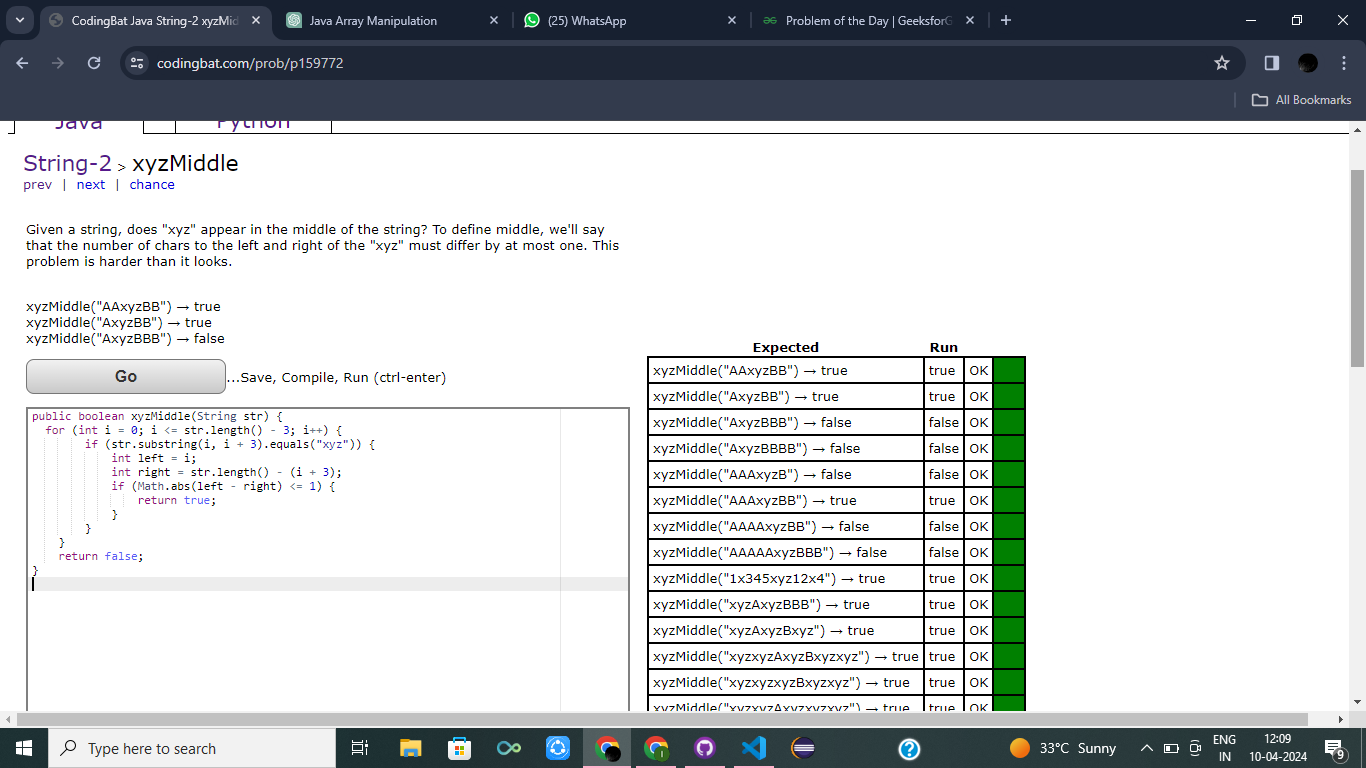 CodingBat Java String-2 xyzMid
Java Array Manipulation
(25) WhatsApp
Problem of the Day | GeeksforG
codingbat.com/prob/p159772
All Bookmarks
Java
Python
String-2 > xyzMiddle
prev | next | chance
Given a string, does "xyz" appear in the middle of the string? To define middle, we'll say
that the number of chars to the left and right of the "xyz" must differ by at most one. This
problem is harder than it looks.
xyzMiddle("AAxyzBB") → true
xyzMiddle("AxyzBB") → true
xyzMiddle("AxyzBBB") → false
Go
...Save, Compile, Run (ctrl-enter)
public boolean xyzMiddle(String str) {
for (int i = 0; i <= str.length() - 3; i++) {
if (str.substring(i, i + 3).equals("xyz")) {
int left = i;
int right = str.length() - (i + 3);
if (Math.abs(left - right) <= 1) {
return true;
}
}
}
return false;
}
Expected Run
xyzMiddle("AAxyzBB") → true true OK
xyzMiddle("AxyzBB") → true true OK
xyzMiddle("AxyzBBB") → false false OK
xyzMiddle("AxyzBBBB") → false false OK
xyzMiddle("AAAxyzB") → false false OK
xyzMiddle("AAAxyzBB") → true true OK
xyzMiddle("AAAAxyzBB") → false false OK
xyzMiddle("AAAAAxyzBBB") → false false OK
xyzMiddle("1x345xyz12x4") → true true OK
xyzMiddle("xyzAxyzBBB") → true true OK
xyzMiddle("xyzAxyzBxyz") → true true OK
xyzMiddle("xyzxyzAxyzBxyzxyz") → true true OK
xyzMiddle("xyzxyzxyzBxyzxyz") → true true OK
xyzMiddle("xyzxyzAxyzxyzxyz") → true true OK
Type here to search
33°C Sunny
ENG
IN
12:09
10-04-2024
9